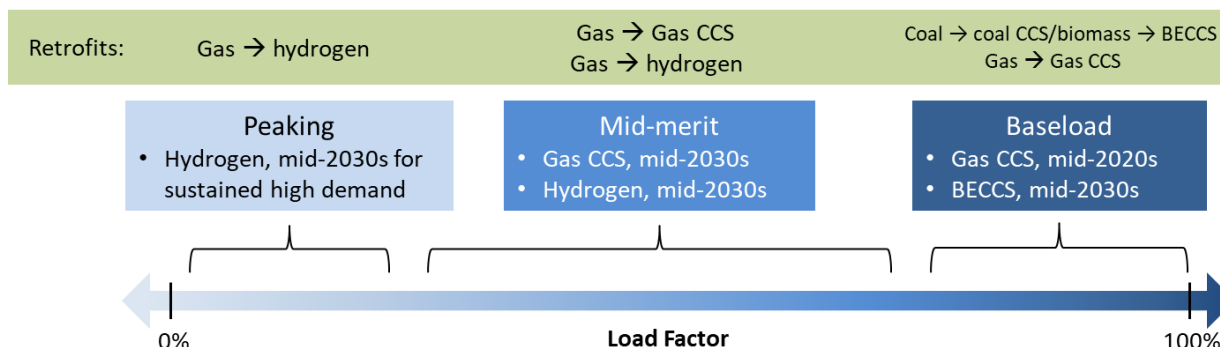 Retrofits:
Gas → hydrogen
Gas → Gas CCS
Gas → hydrogen
Coal → coal CCS/biomass → BECCS
Gas → Gas CCS
Peaking
• Hydrogen, mid-2030s for
sustained high demand
Mid-merit
• Gas CCS, mid-2030s
• Hydrogen, mid-2030s
Baseload
• Gas CCS, mid-2020s
• BECCS, mid-2030s
0%
Load Factor
100%